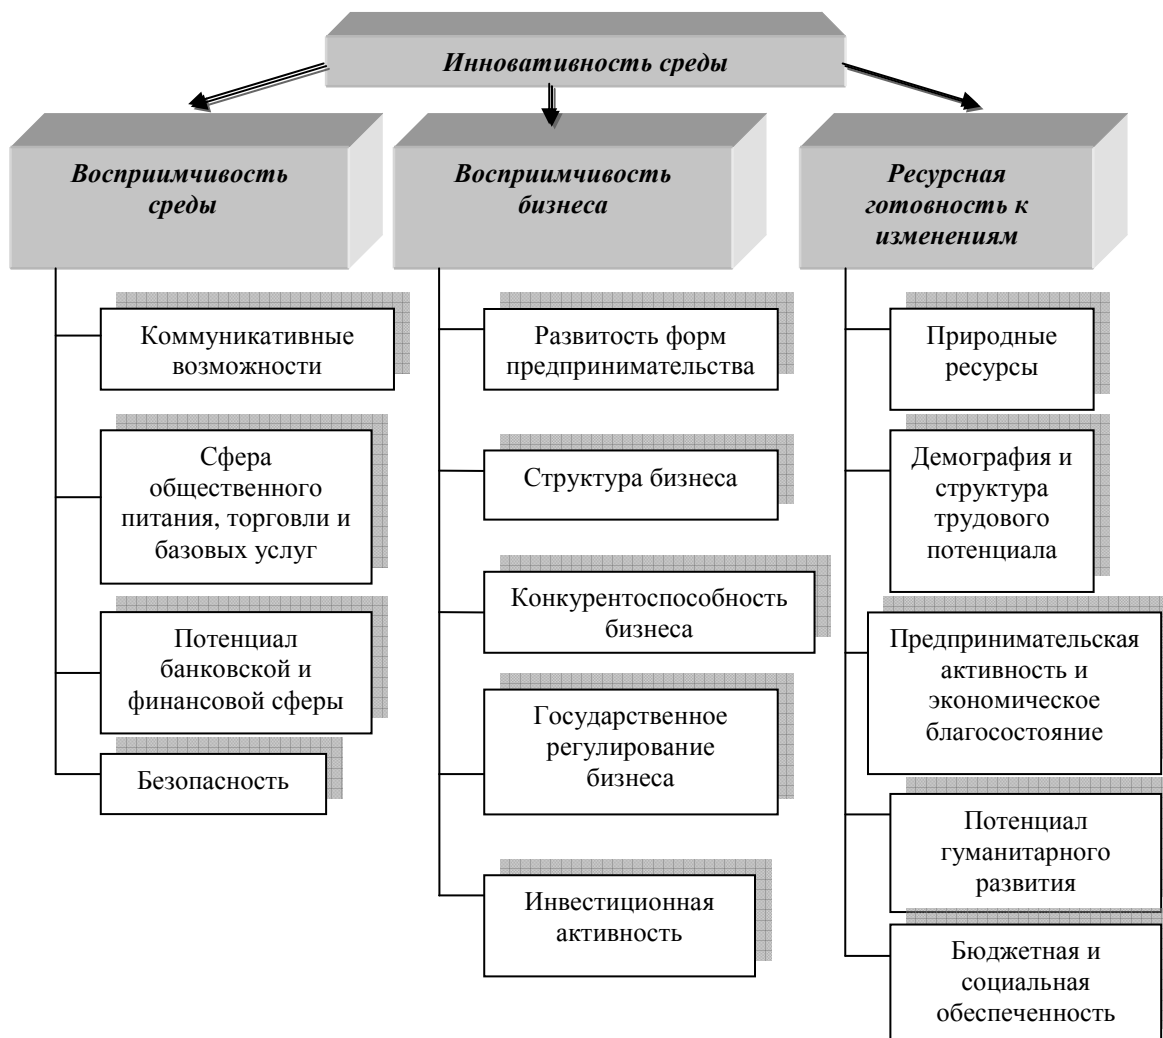 Инновативность среды
Восприимчивость
среды
Коммуникативные
возможности
Сфера
общественного
питания, торговли и
базовых услуг
Потенциал
банковской и
финансовой сферы
Безопасность
Восприимчивость
бизнеса
Развитость форм
предпринимательства
Структура бизнеса
Конкурентоспособность
бизнеса
Государственное
регулирование
бизнеса
Инвестиционная
активность
Ресурсная
готовность к
изменениям
Природные
ресурсы
Демография и
структура
трудового
потенциала
Предпринимательская
активность и
экономическое
благосостояние
Потенциал
гуманитарного
развития
Бюджетная и
социальная
обеспеченность